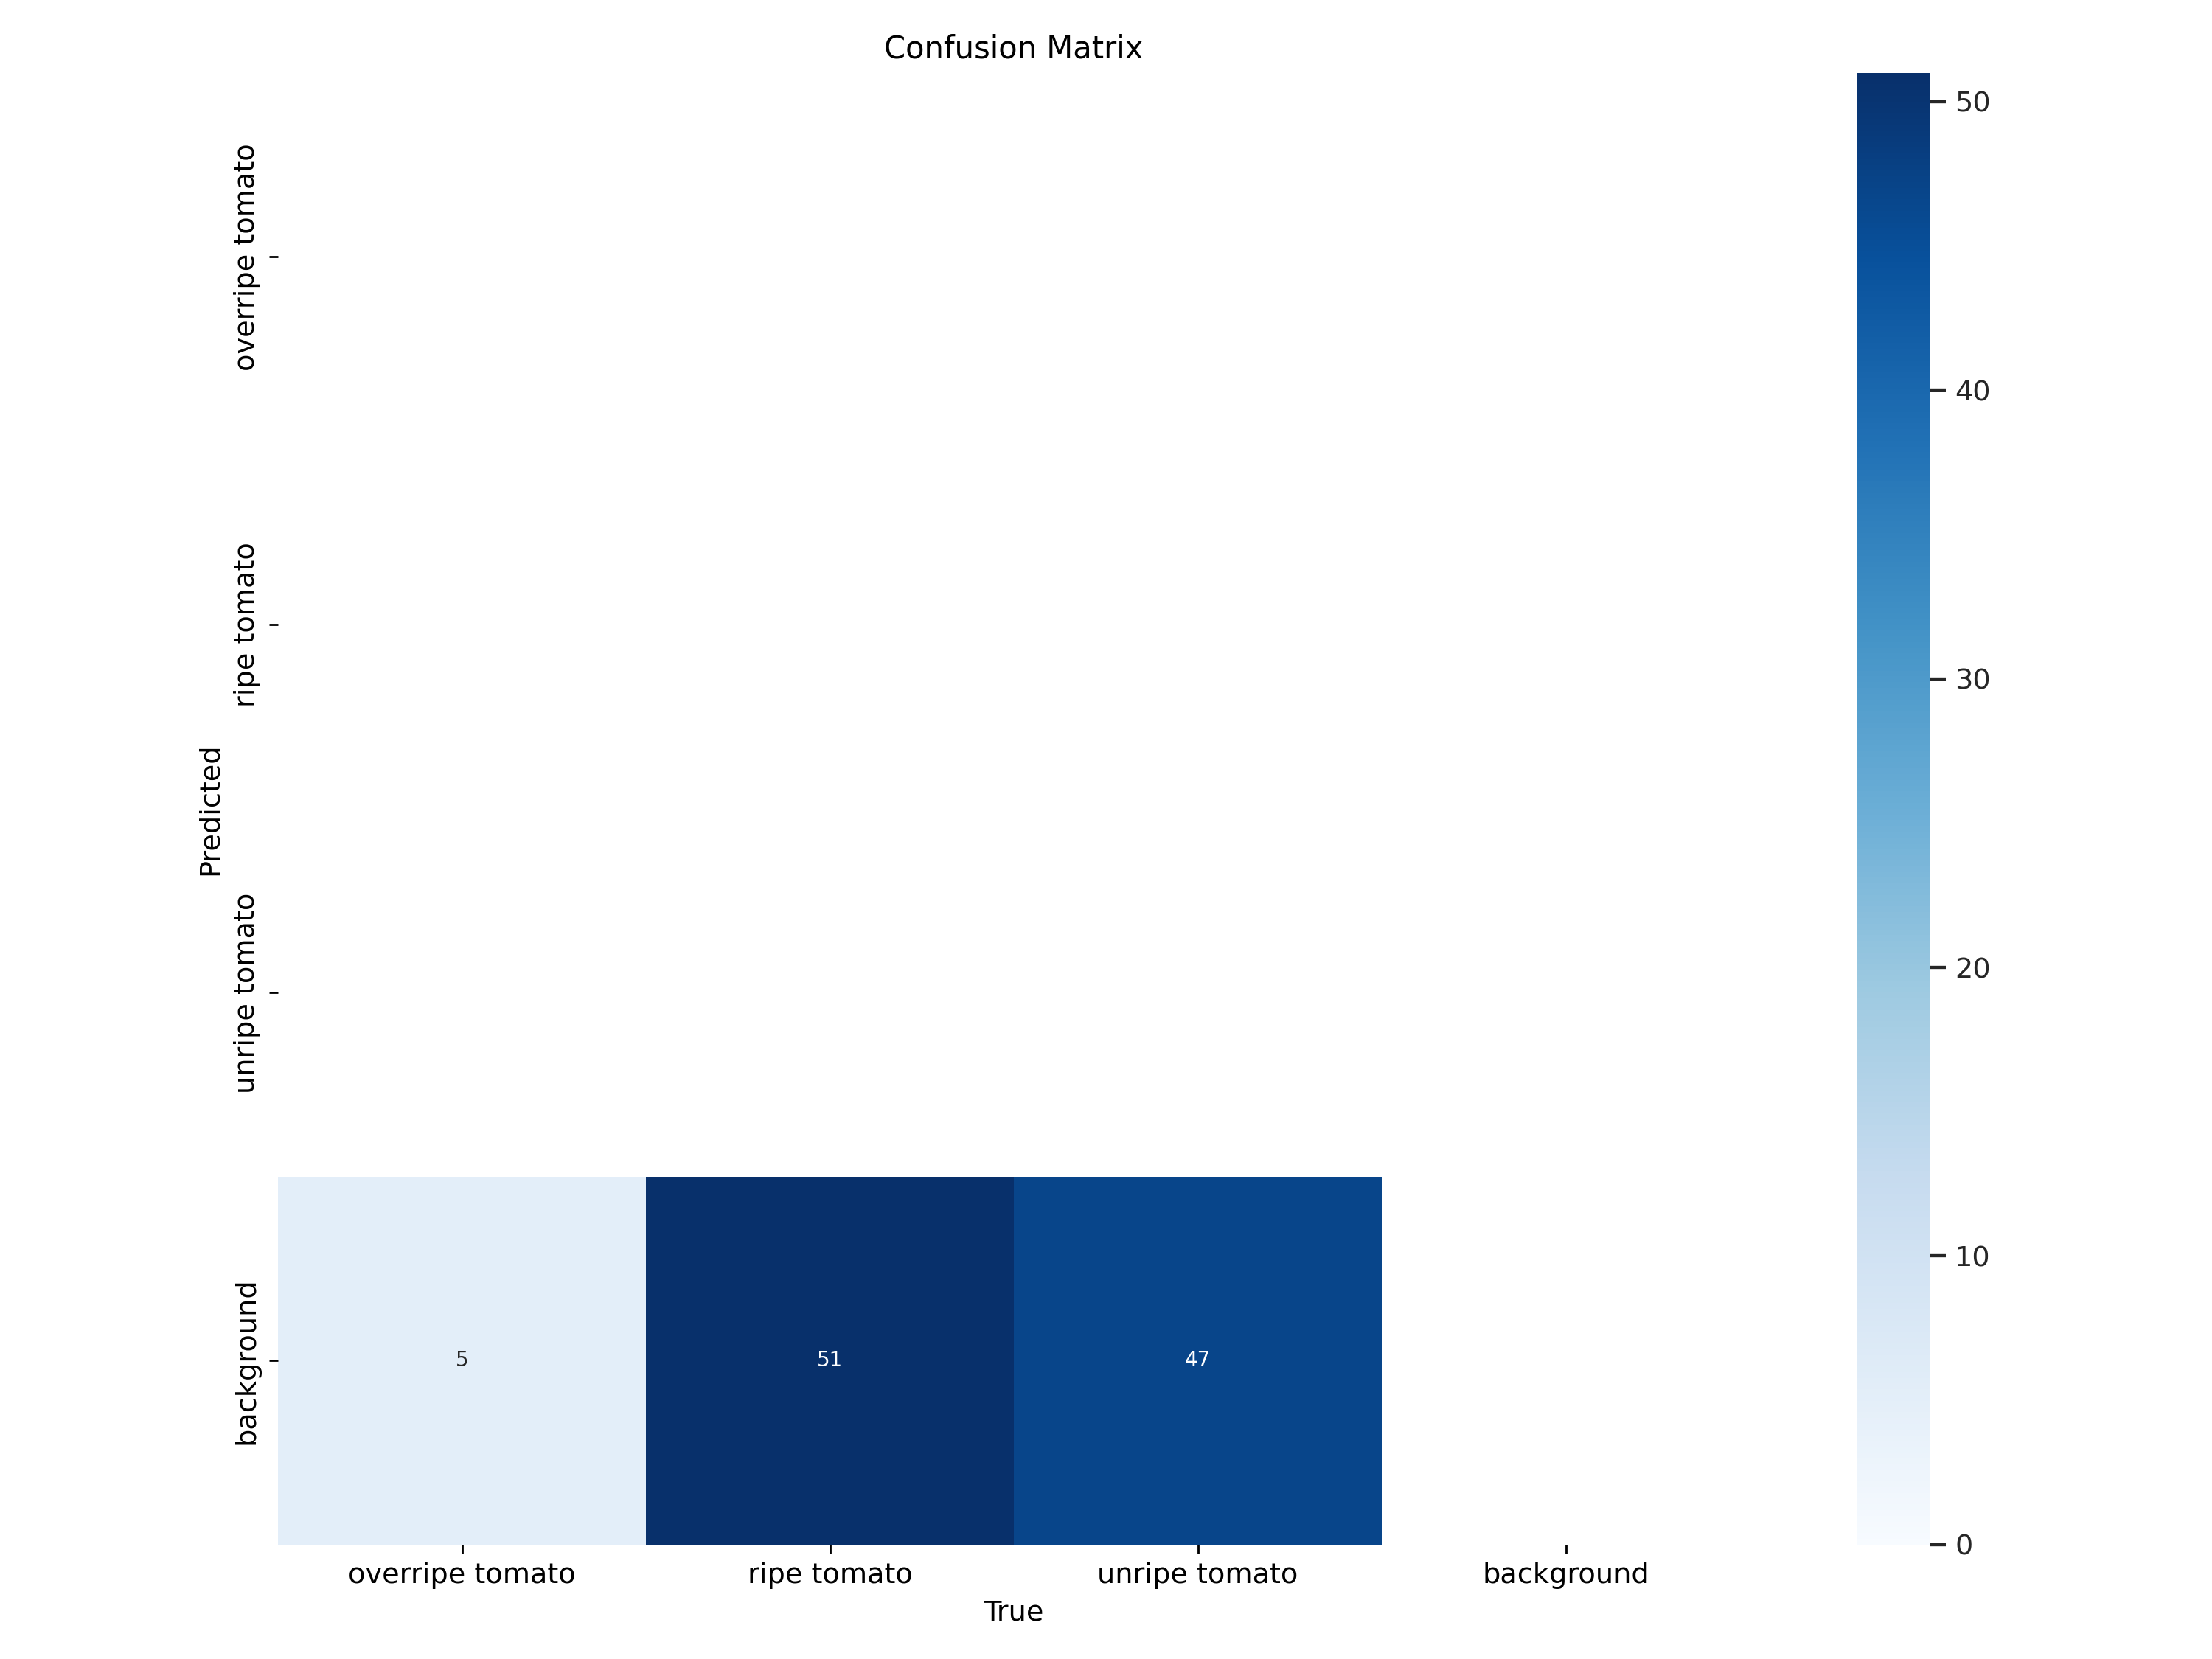 Confusion Matrix
overripe tomato
ripe tomato
unripe tomato
background
Predicted
5
51
47
overripe tomato
ripe tomato
unripe tomato
background
True
50
40
30
20
10
0